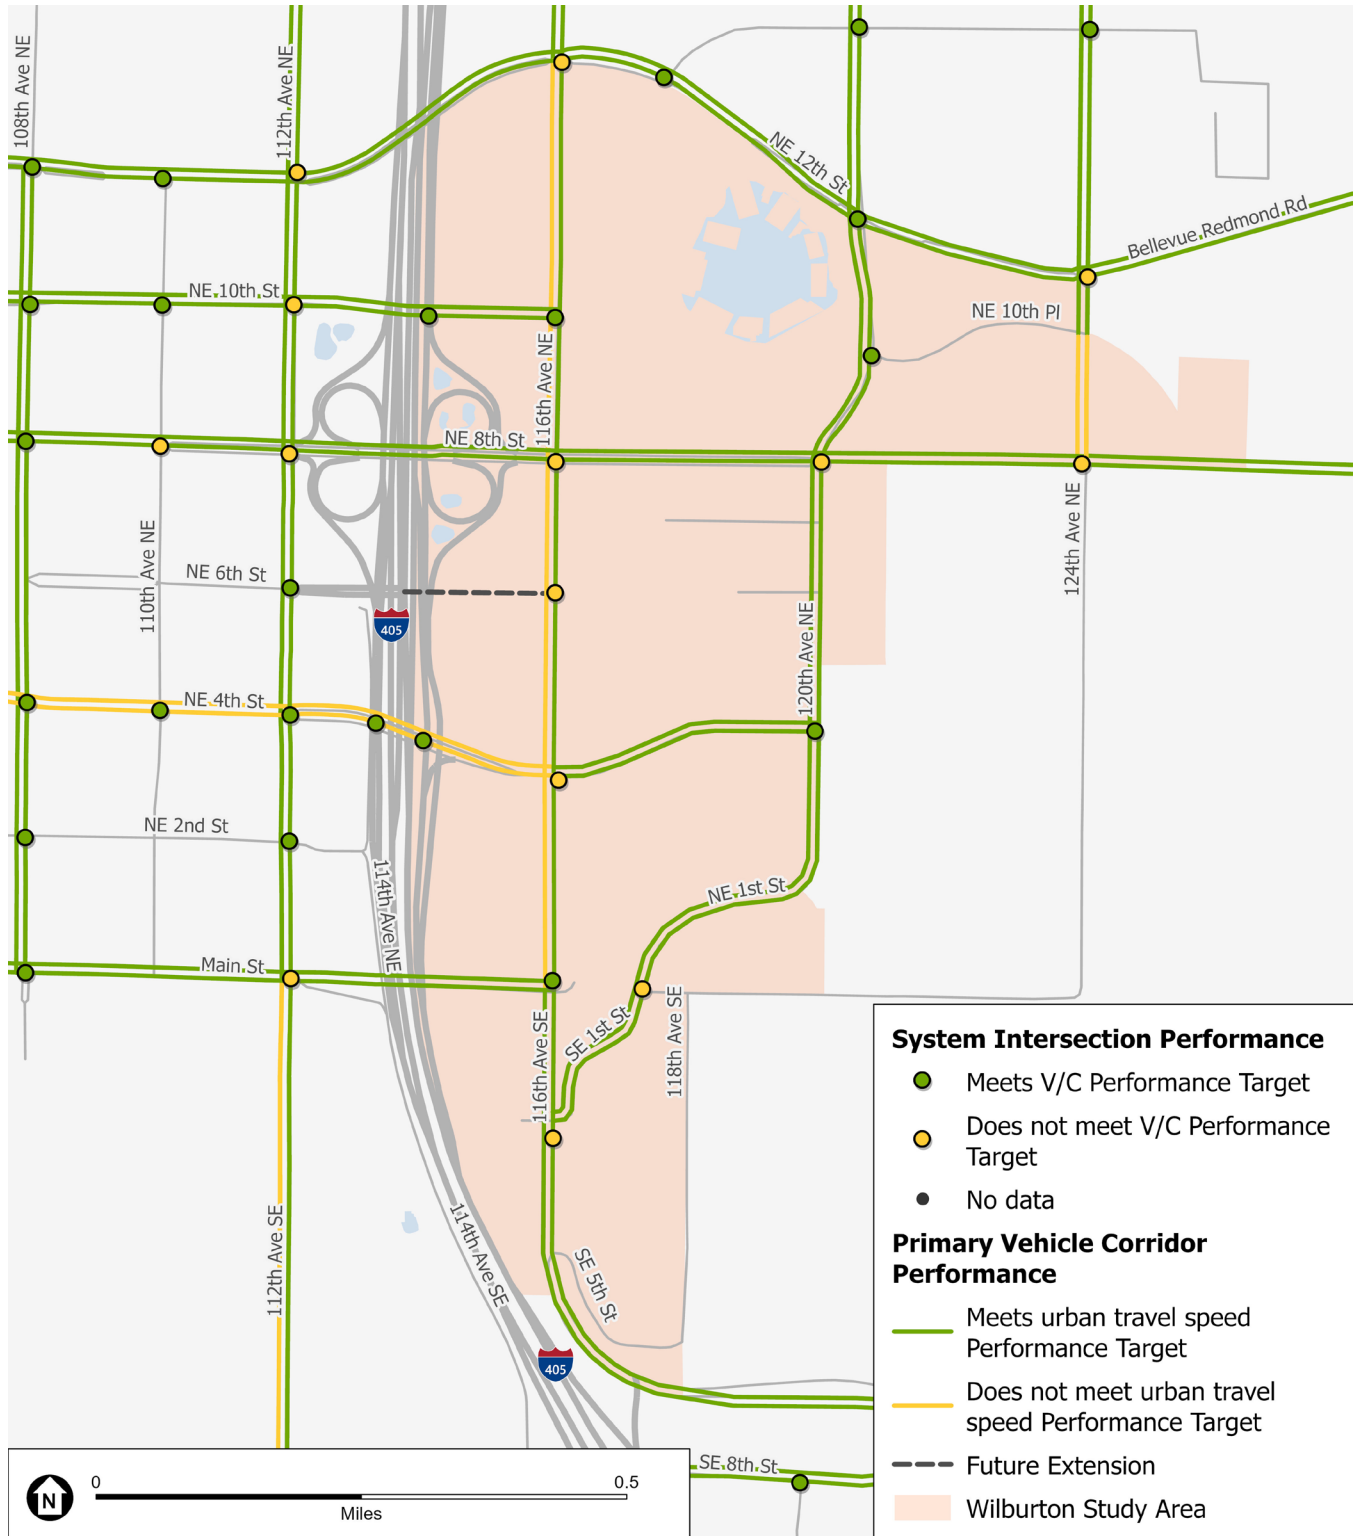 108th Ave NE
112th Ave NE
NE 12th St
Bellevue Redmond Rd
NE 10th St
NE 10th Pl
116th Ave NE
NE 8th St
110th Ave NE
NE 6th St
124th Ave NE
405
120th Ave NE
NE 4th St
NE 2nd St
114th Ave NE
NE 1st St
Main St
116th Ave SE
SE 1st St
118th Ave SE
112th Ave SE
114th Ave SE
SE 5th St
405
SE 8th St
System Intersection Performance
Meets V/C Performance Target
Does not meet V/C Performance
Target
No data
Primary Vehicle Corridor
Performance
Meets urban travel speed
Performance Target
Does not meet urban travel
speed Performance Target
Future Extension
Wilburton Study Area
N
0
0.5
Miles